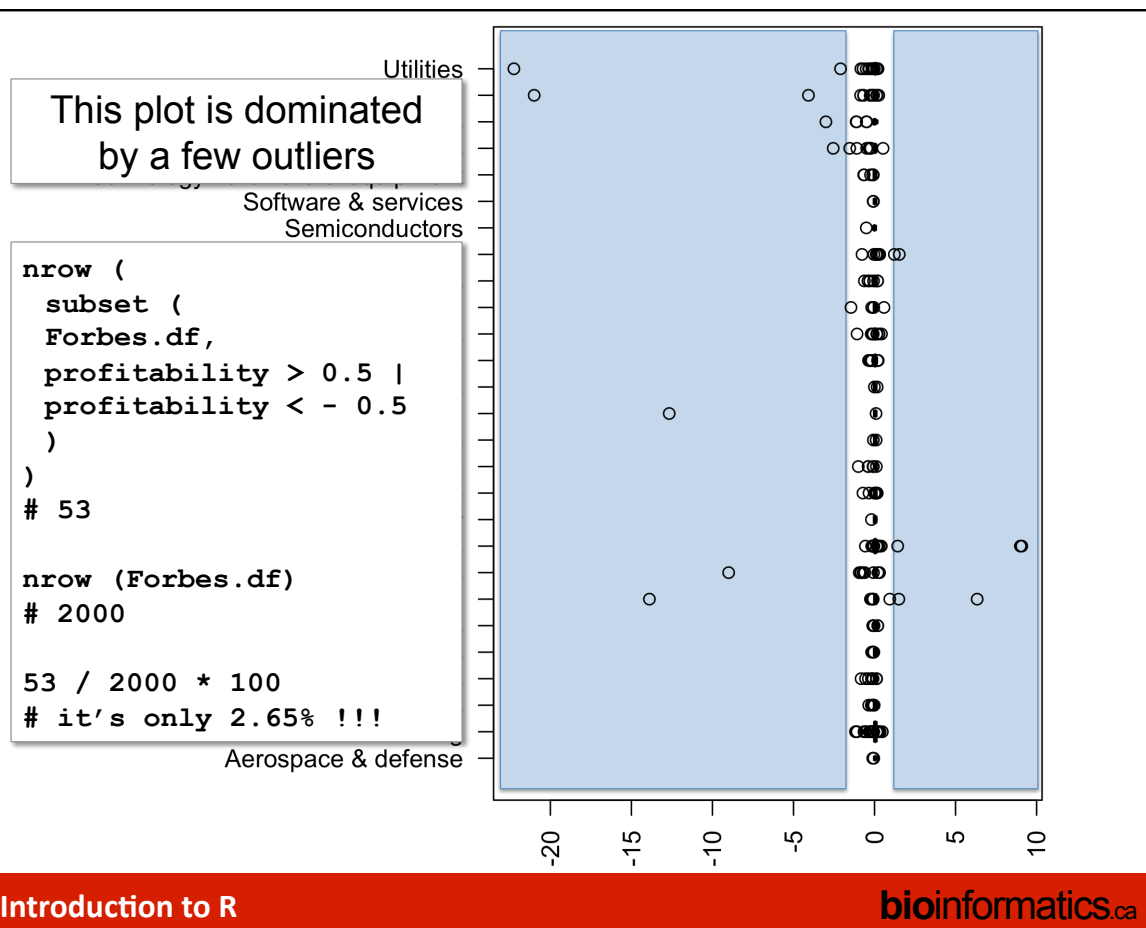 Utilities
This plot is dominated
by a few outliers
Software & services
Semiconductors
nrow (
subset (
Forbes.df,
profitability > 0.5 |
profitability < - 0.5
)
)
# 53
nrow (Forbes.df)
# 2000
53 / 2000 * 100
# it's only 2.65% !!!
Aerospace & defense
-20
-15
-10
-5
0
5
10
Introduction to R
bioinformatics.ca